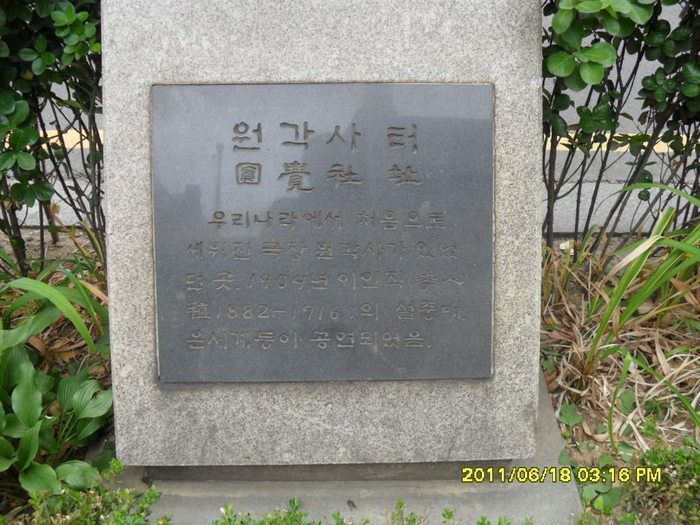 원각사 터
圓覺社 址
우리나라에서 처음으로
세워진 극장 원각사가 있었
던 곳. 1909년 이인직(李人
稙 1882-1916)의 설중매,
은세계 등이 공연되었음.
2011/06/18 03:16 PM